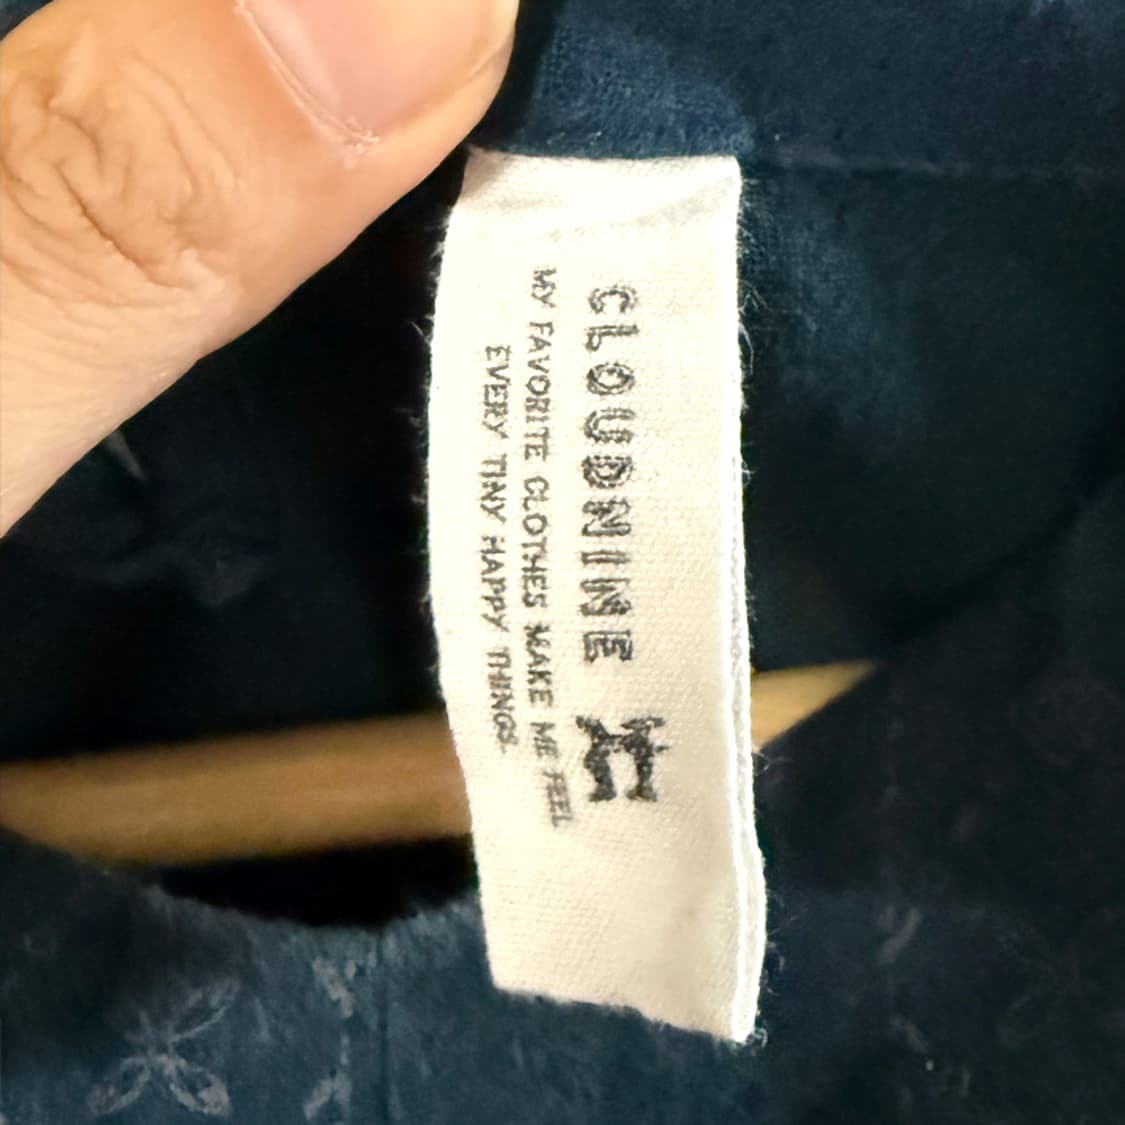 CLOUDNINE
MY FAVORITE CLOTHES MAKE ME FEEL
EVERY TINY HAPPY THINGS.